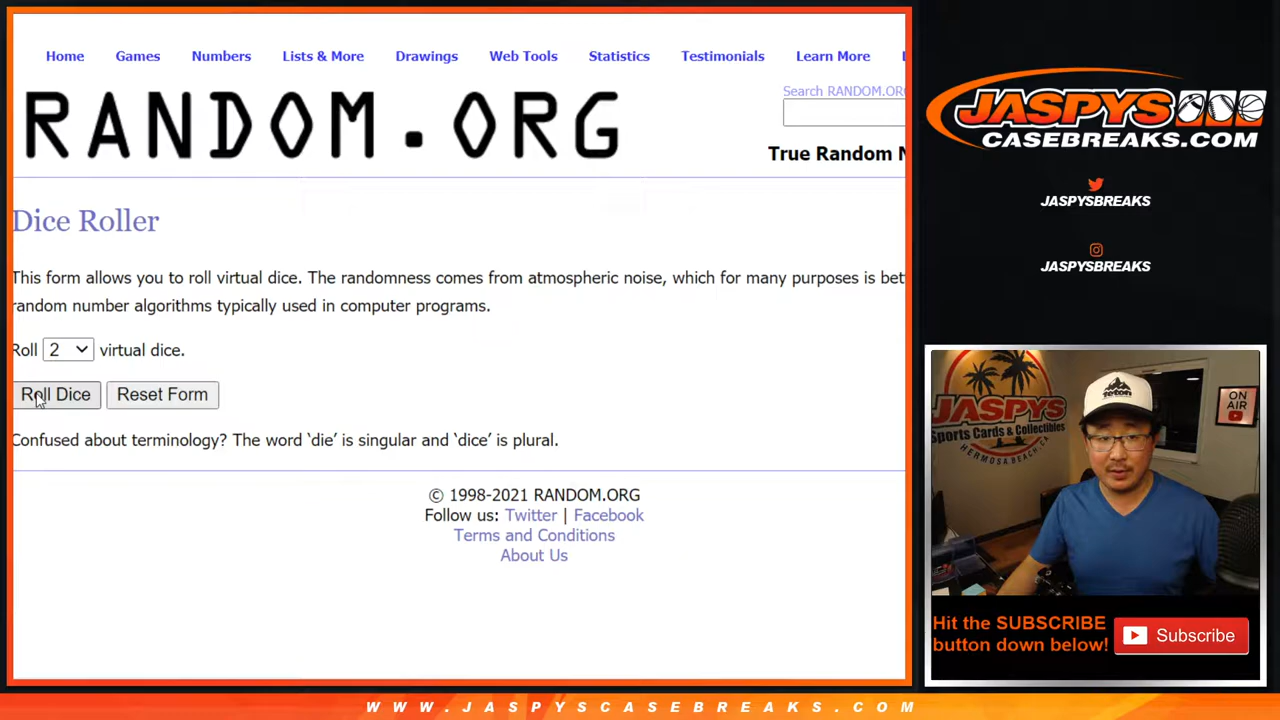 Home Games Numbers Lists & More Drawings Web Tools Statistics Testimonials Learn More
Search RANDOM.ORG
RANDOM.ORG
True Random N
Dice Roller
This form allows you to roll virtual dice. The randomness comes from atmospheric noise, which for many purposes is bet
random number algorithms typically used in computer programs.
Roll 2 virtual dice.
Roll Dice Reset Form
Confused about terminology? The word ‘die’ is singular and ‘dice’ is plural.
© 1998-2021 RANDOM.ORG
Follow us: Twitter | Facebook
Terms and Conditions
About Us
JASPYS
CASEBREAKS.COM
JASPYSBREAKS
JASPYSBREAKS
JASPYS
Sports Cards & Collectibles
HERMOSA.BEACH.CA
teton
ON
AIR
Hit the SUBSCRIBE
button down below!
Subscribe
WWW.JASPYSCASEBREAKS.COM